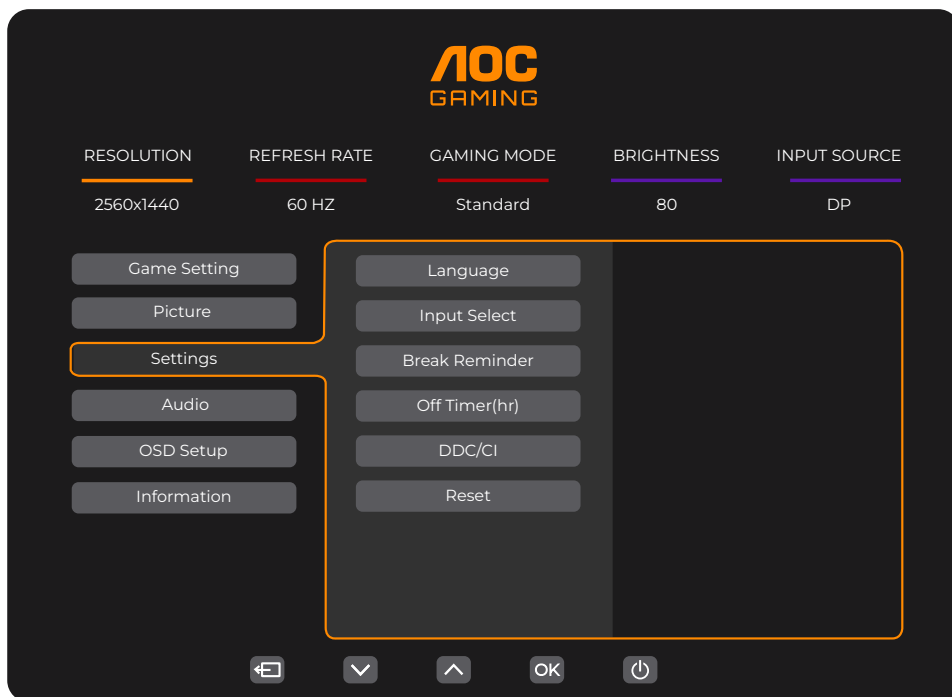 AOC
GAMING
RESOLUTION REFRESH RATE GAMING MODE BRIGHTNESS INPUT SOURCE
2560x1440 60 HZ Standard 80 DP
Game Setting
Picture
Settings
Audio
OSD Setup
Information
Language
Input Select
Break Reminder
Off Timer(hr)
DDC/CI
Reset
OK